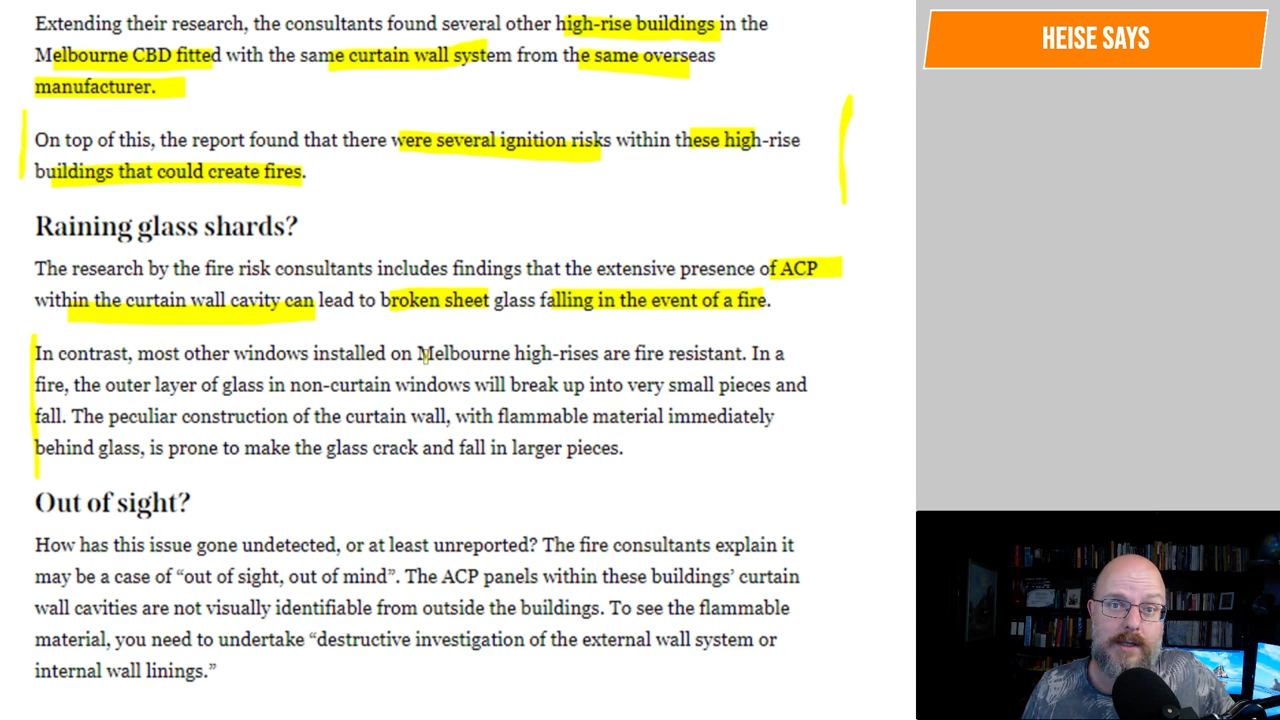 Extending their research, the consultants found several other high-rise buildings in the
Melbourne CBD fitted with the same curtain wall system from the same overseas
manufacturer.
On top of this, the report found that there were several ignition risks within these high-rise
buildings that could create fires.
Raining glass shards?
The research by the fire risk consultants includes findings that the extensive presence of ACP
within the curtain wall cavity can lead to broken sheet glass falling in the event of a fire.
In contrast, most other windows installed on Melbourne high-rises are fire resistant. In a
fire, the outer layer of glass in non-curtain windows will break up into very small pieces and
fall. The peculiar construction of the curtain wall, with flammable material immediately
behind glass, is prone to make the glass crack and fall in larger pieces.
Out of sight?
How has this issue gone undetected, or at least unreported? The fire consultants explain it
may be a case of “out of sight, out of mind”. The ACP panels within these buildings’ curtain
wall cavities are not visually identifiable from outside the buildings. To see the flammable
material, you need to undertake “destructive investigation of the external wall system or
internal wall linings.”
HEISE SAYS